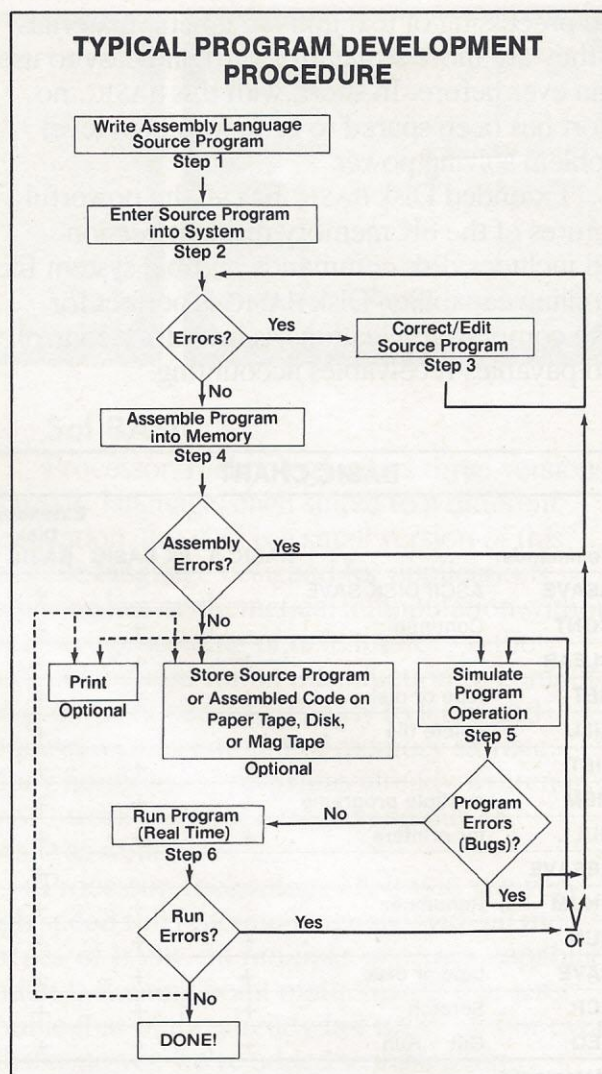 TYPICAL PROGRAM DEVELOPMENT
PROCEDURE
Write Assembly Language
Source Program
Step 1
Enter Source Program
into System
Step 2
Errors?
Yes
Correct/Edit
Source Program
Step 3
No
Assemble Program
into Memory
Step 4
Assembly
Errors?
Yes
No
Print
Optional
Store Source Program
or Assembled Code on
Paper Tape, Disk,
or Mag Tape
Optional
Simulate
Program
Operation
Step 5
Program
Errors
(Bugs)?
No
Yes
Run Program
(Real Time)
Step 6
Run
Errors?
Yes
Or
No
DONE!